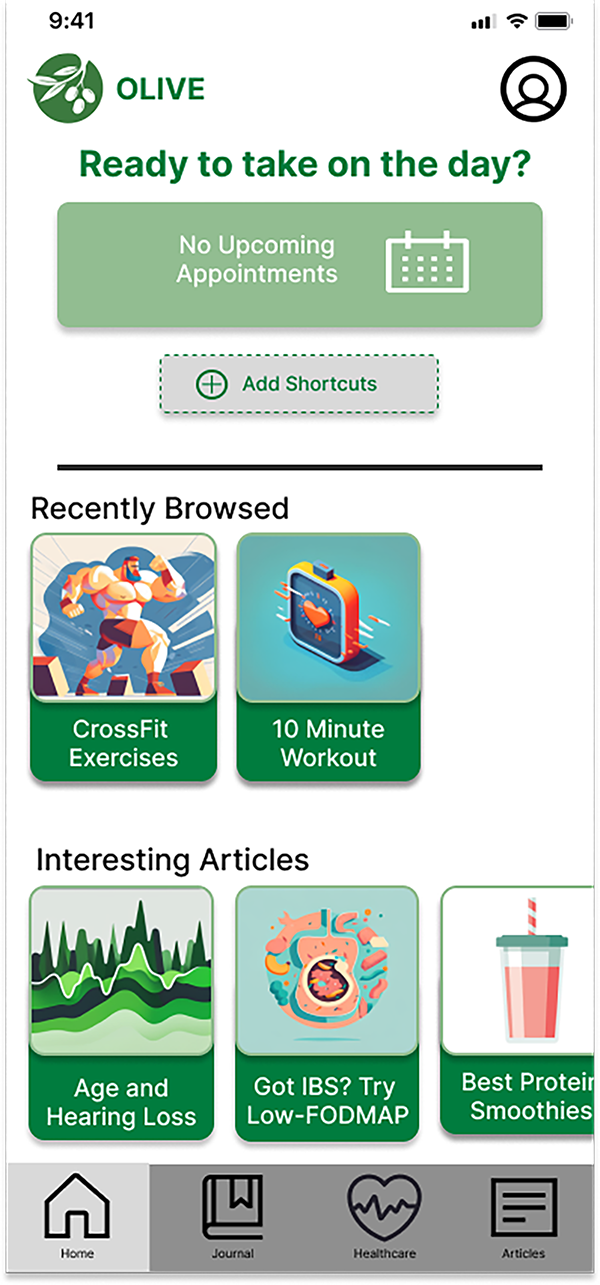 9:41
OLIVE
Ready to take on the day?
No Upcoming
Appointments
Add Shortcuts
Recently Browsed
CrossFit
Exercises
10 Minute
Workout
Interesting Articles
Age and
Hearing Loss
Got IBS? Try
Low-FODMAP
Best Protein
Smoothies
Home
Journal
Healthcare
Articles